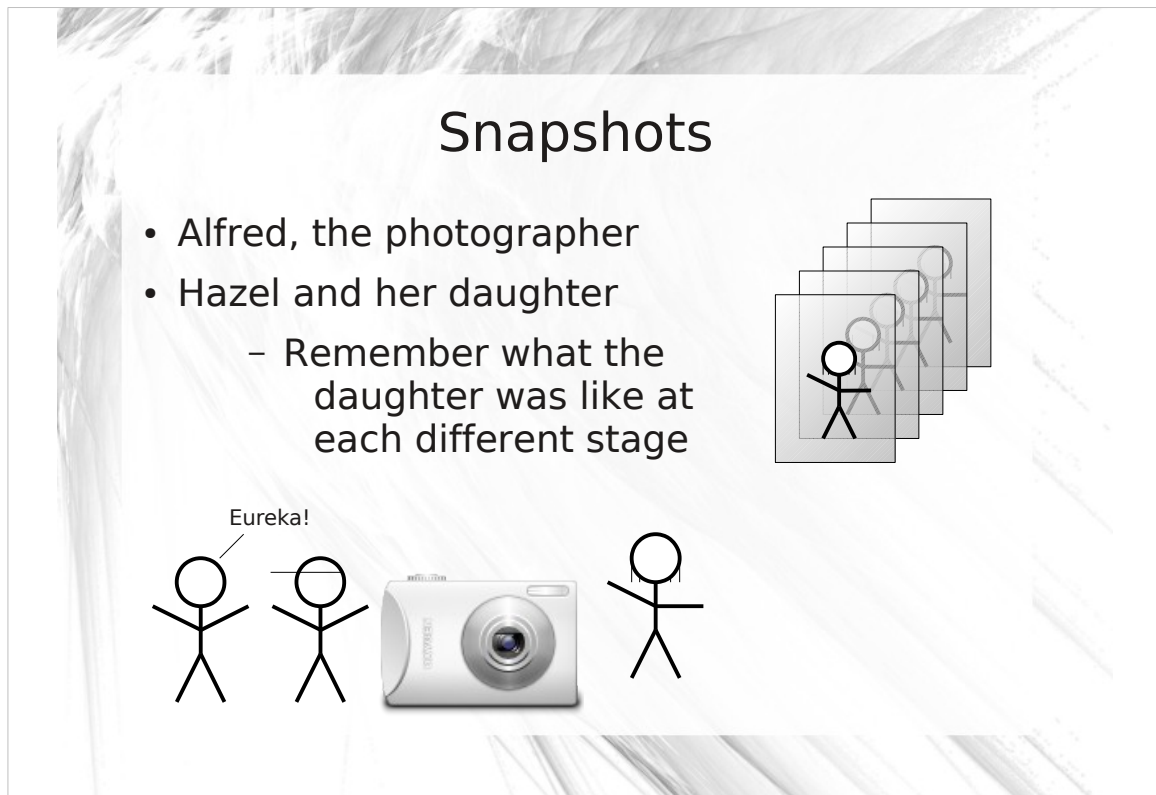 Snapshots
• Alfred, the photographer
• Hazel and her daughter
– Remember what the
daughter was like at
each different stage
Eureka!